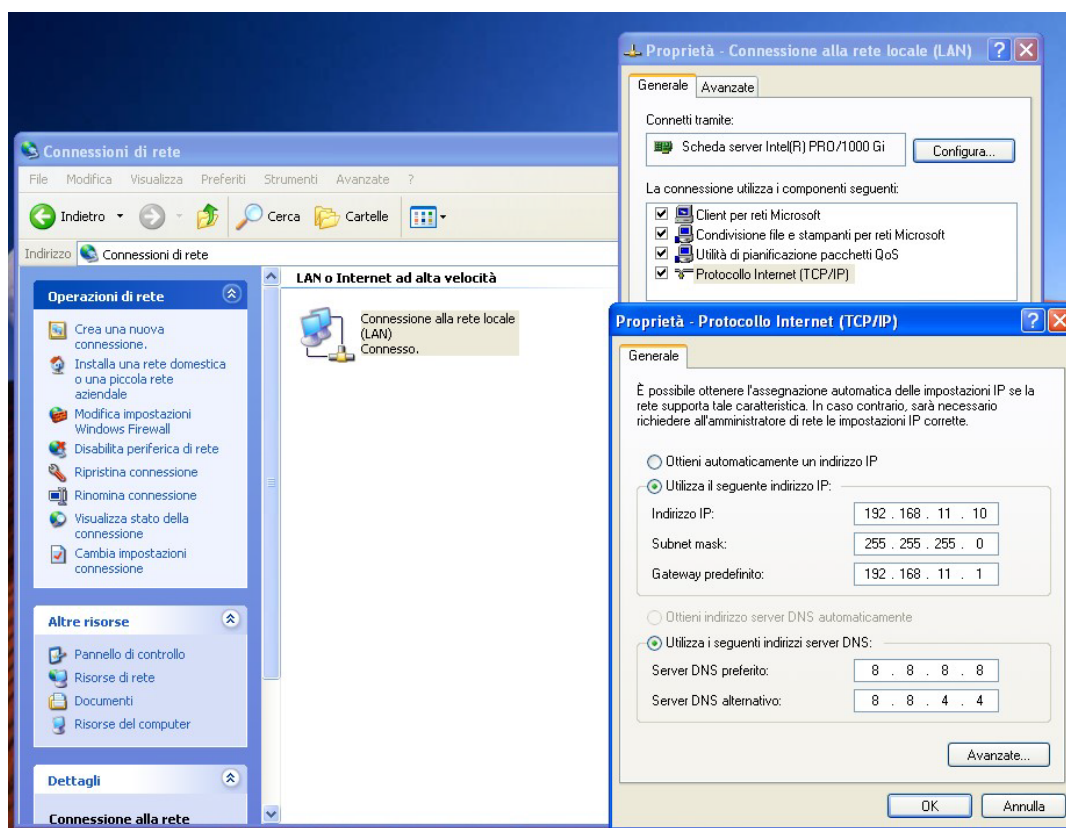 Connessioni di rete
File Modifica Visualizza Preferiti Strumenti Avanzate ?
Indietro Cerca Cartelle
Indirizzo Connessioni di rete
Operazioni di rete
Crea una nuova
connessione.
Installa una rete domestica
o una piccola rete
aziendale
Modifica impostazioni
Windows Firewall
Disabilita periferica di rete
Ripristina connessione
Rinomina connessione
Visualizza stato della
connessione
Cambia impostazioni
connessione
Altre risorse
Pannello di controllo
Risorse di rete
Documenti
Risorse del computer
Dettagli
Connessione alla rete
LAN o Internet ad alta velocità
Connessione alla rete locale
(LAN)
Connesso.
Proprietà - Connessione alla rete locale (LAN)
Generale Avanzate
Connetti tramite:
Scheda server Intel(R) PRO/1000 Gi Configura...
La connessione utilizza i componenti seguenti:
Client per reti Microsoft
Condivisione file e stampanti per reti Microsoft
Utilità di pianificazione pacchetti QoS
Protocollo Internet (TCP/IP)
Proprietà - Protocollo Internet (TCP/IP)
Generale
È possibile ottenere l'assegnazione automatica delle impostazioni IP se la
rete supporta tale caratteristica. In caso contrario, sarà necessario
richiedere all'amministratore di rete le impostazioni IP corrette.
Ottieni automaticamente un indirizzo IP
Utilizza il seguente indirizzo IP:
Indirizzo IP: 192 . 168 . 11 . 10
Subnet mask: 255 . 255 . 255 . 0
Gateway predefinito: 192 . 168 . 11 . 1
Ottieni indirizzo server DNS automaticamente
Utilizza i seguenti indirizzi server DNS:
Server DNS preferito: 8 . 8 . 8 . 8
Server DNS alternativo: 8 . 8 . 4 . 4
Avanzate...
OK Annulla